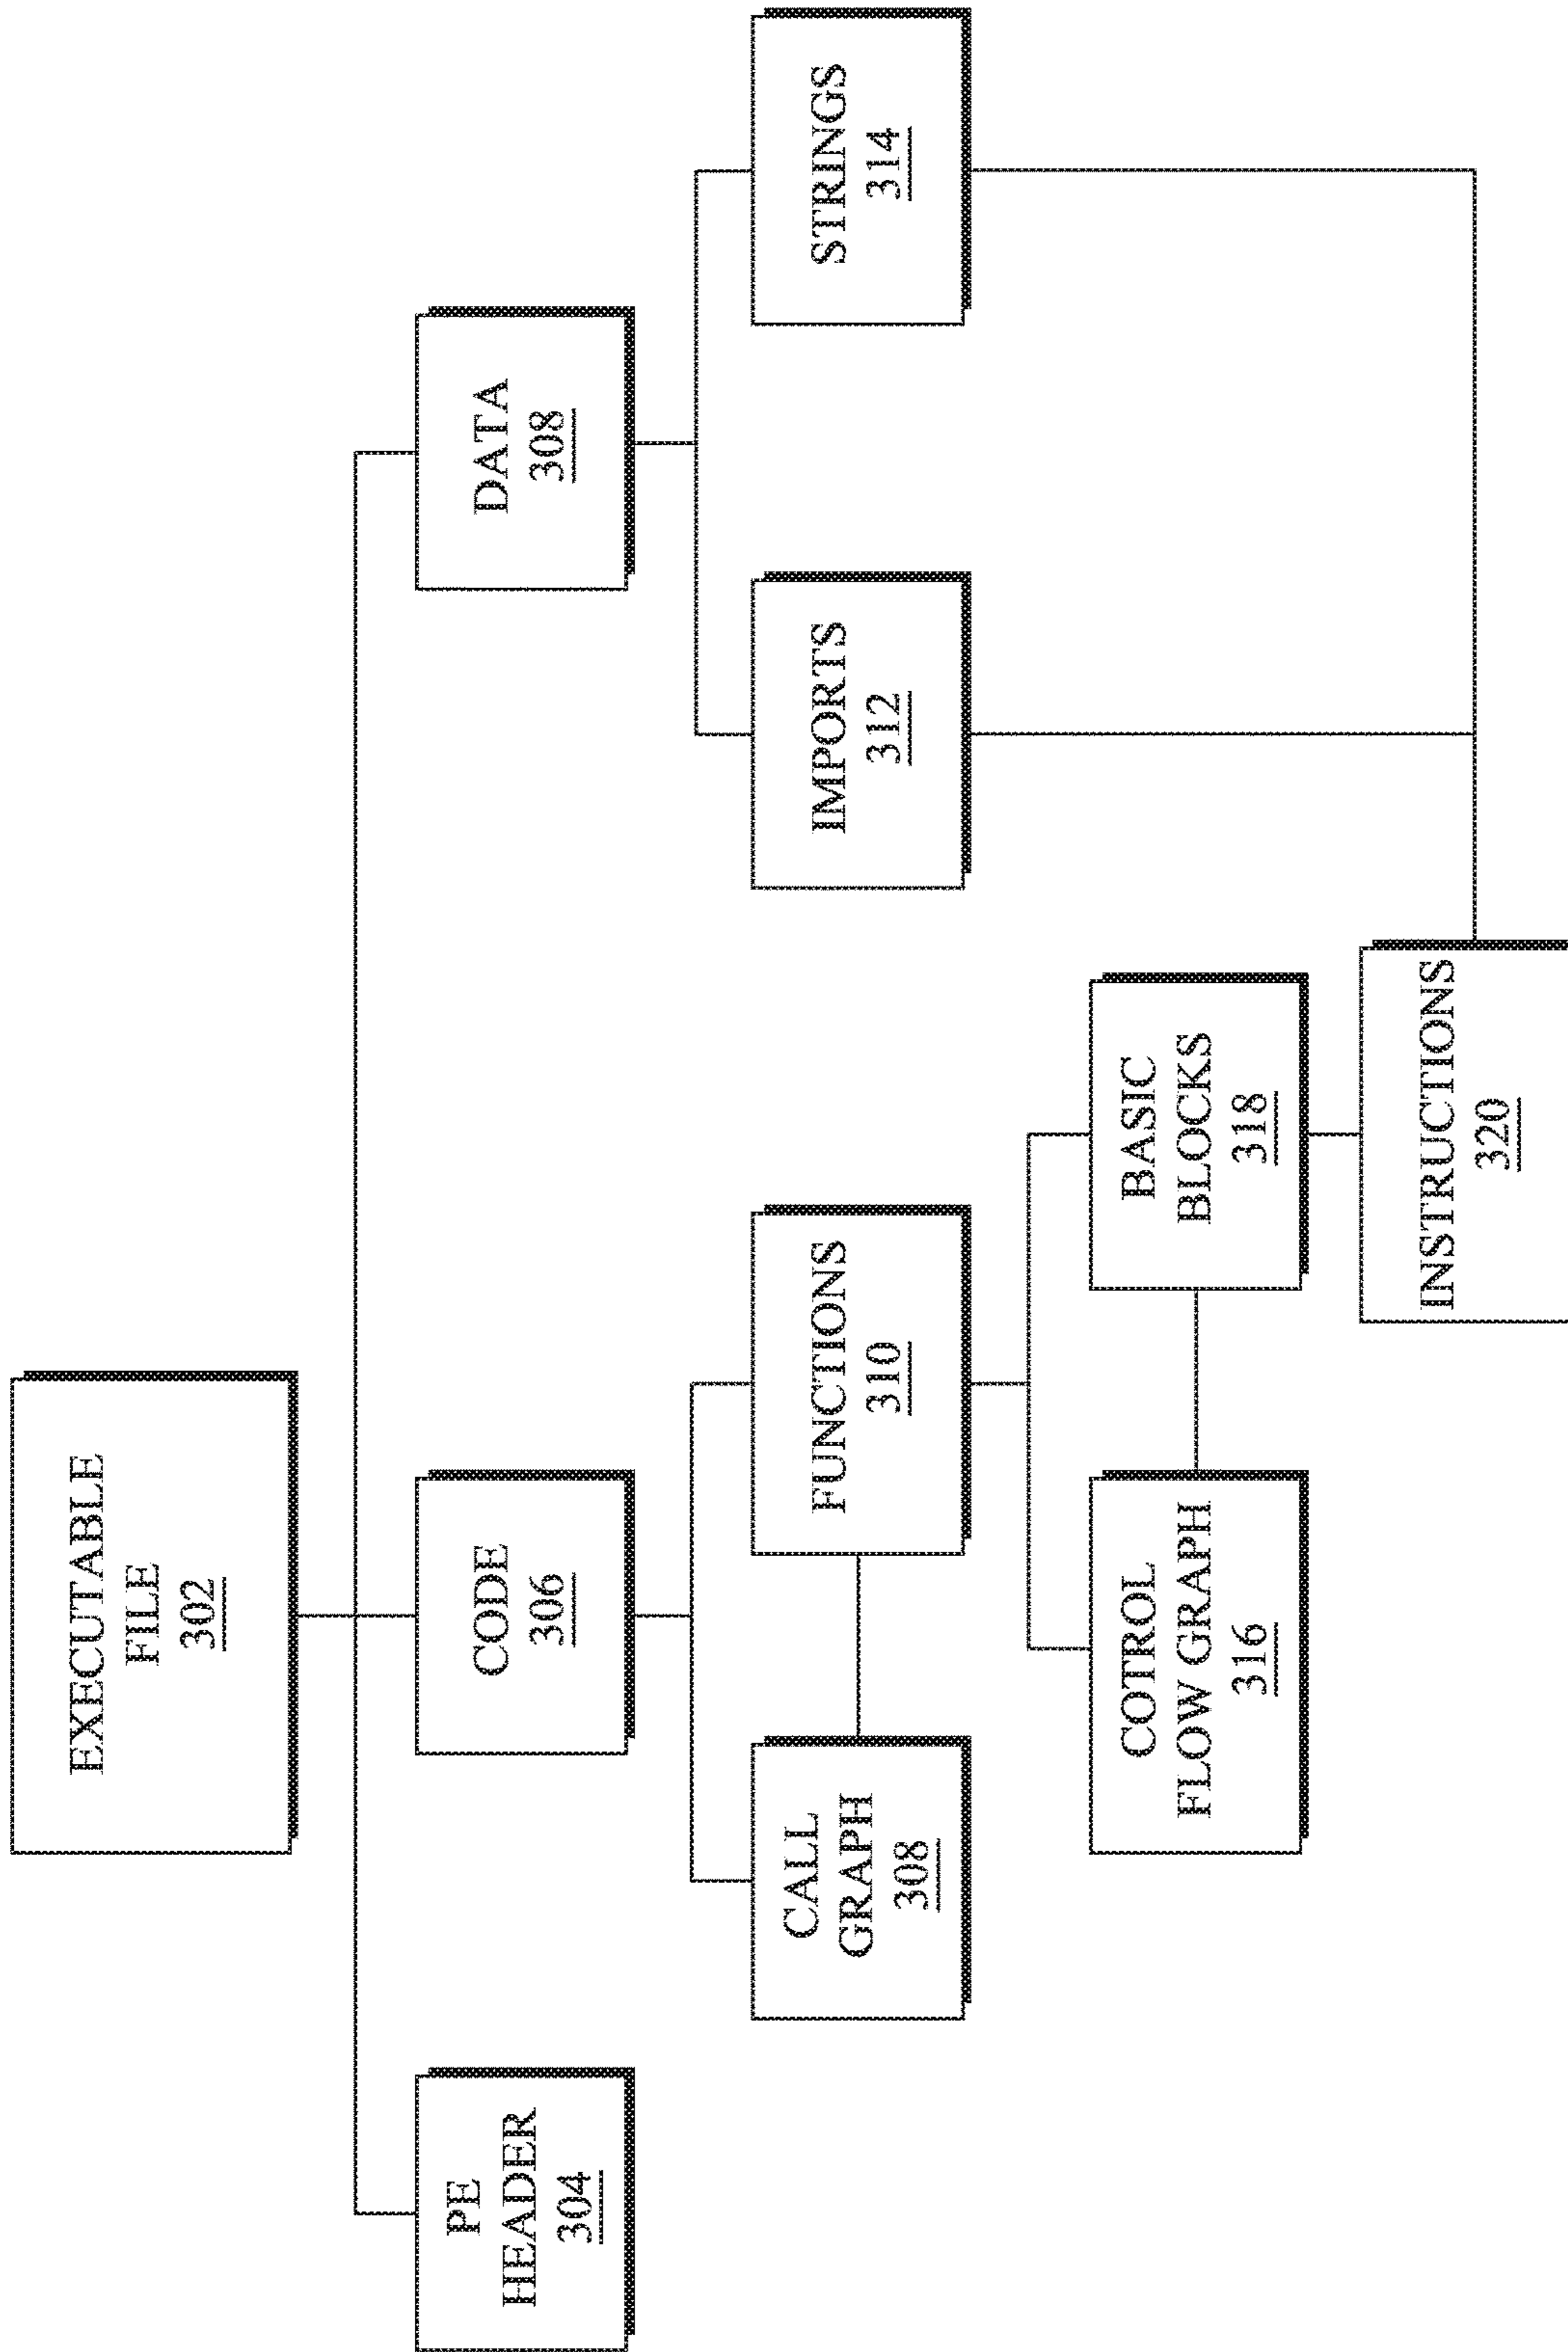 EXECUTABLE
FILE
302
PE
HEADER
304
CODE
306
DATA
308
CALL
GRAPH
308
FUNCTIONS
310
IMPORTS
312
STRINGS
314
COTROL
FLOW GRAPH
316
BASIC
BLOCKS
318
INSTRUCTIONS
320